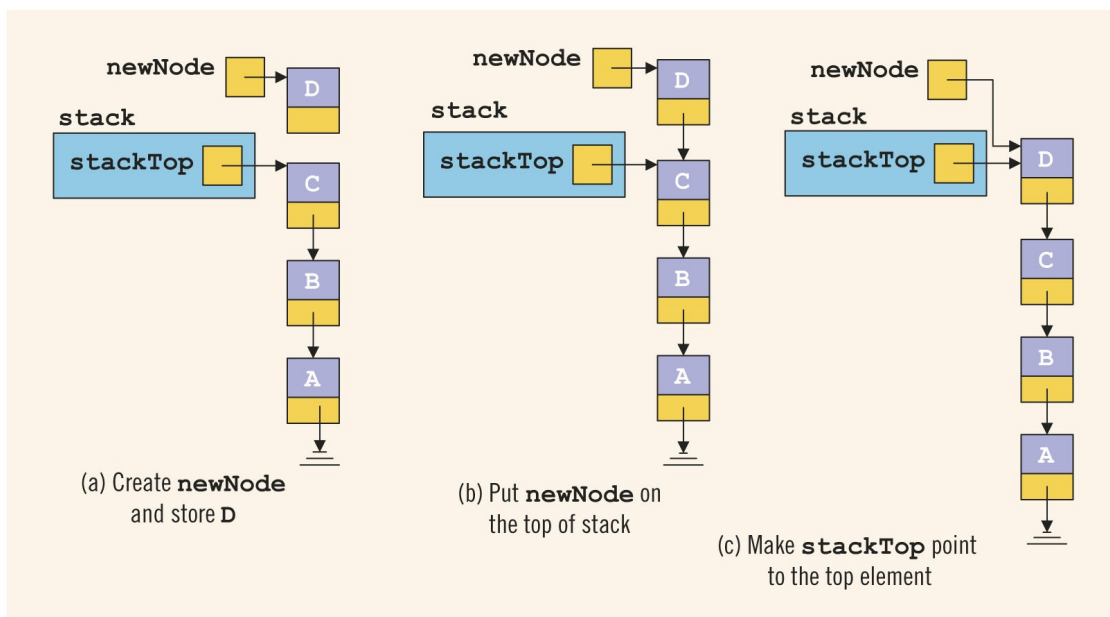 newNode
D
stack
stackTop
C
B
A
(a) Create newNode
and store D
newNode
D
stack
stackTop
C
B
A
(b) Put newNode on
the top of stack
newNode
stack
stackTop
D
C
B
A
(c) Make stackTop point
to the top element